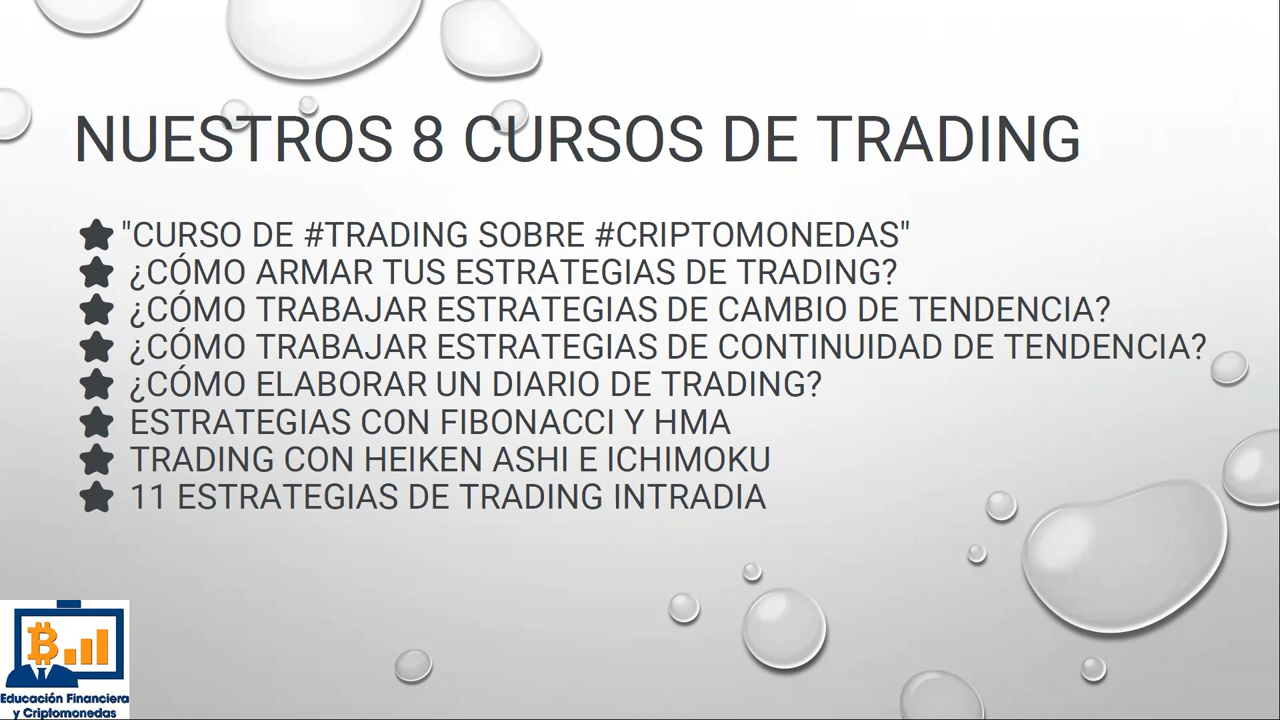 NUESTROS 8 CURSOS DE TRADING
"CURSO DE #TRADING SOBRE #CRIPTOMONEDAS"
¿CÓMO ARMAR TUS ESTRATEGIAS DE TRADING?
¿CÓMO TRABAJAR ESTRATEGIAS DE CAMBIO DE TENDENCIA?
¿CÓMO TRABAJAR ESTRATEGIAS DE CONTINUIDAD DE TENDENCIA?
¿CÓMO ELABORAR UN DIARIO DE TRADING?
ESTRATEGIAS CON FIBONACCI Y HMA
TRADING CON HEIKEN ASHI E ICHIMOKU
11 ESTRATEGIAS DE TRADING INTRADIA
Educación Financiera
y Criptomonedas